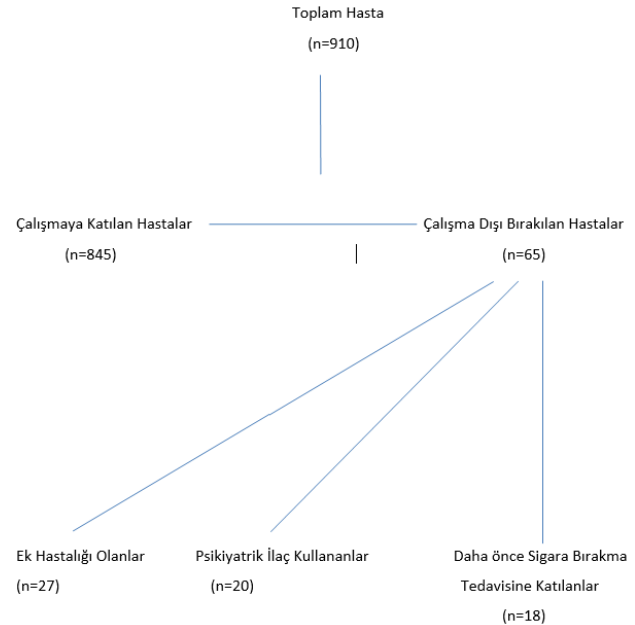 Toplam Hasta
(n=910)
Çalışmaya Katılan Hastalar
(n=845)
Çalışma Dışı Bırakılan Hastalar
(n=65)
Ek Hastalığı Olanlar
(n=27)
Psikiyatrik İlaç Kullananlar
(n=20)
Daha önce Sigara Bırakma
Tedavisine Katılanlar
(n=18)